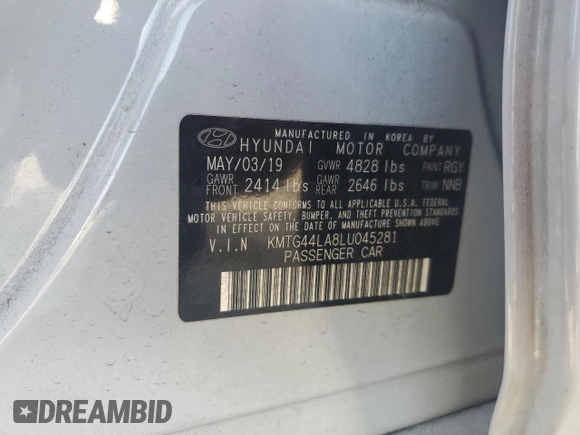 MANUFACTURED IN KOREA BY
HYUNDAI MOTOR COMPANY
MAY/03/19 GVWR 4828 lbs PAINT RGY
GAWR FRONT 2414 lbs GAWR REAR 2646 lbs TRIM NNB
THIS VEHICLE CONFORMS TO ALL APPLICABLE U.S.A. FEDERAL
MOTOR VEHICLE SAFETY, BUMPER, AND THEFT PREVENTION STANDARDS
IN EFFECT ON THE DATE OF MANUFACTURE SHOWN ABOVE.
V.I.N KMTG44LA8LU045281
PASSENGER CAR
DREAMBID